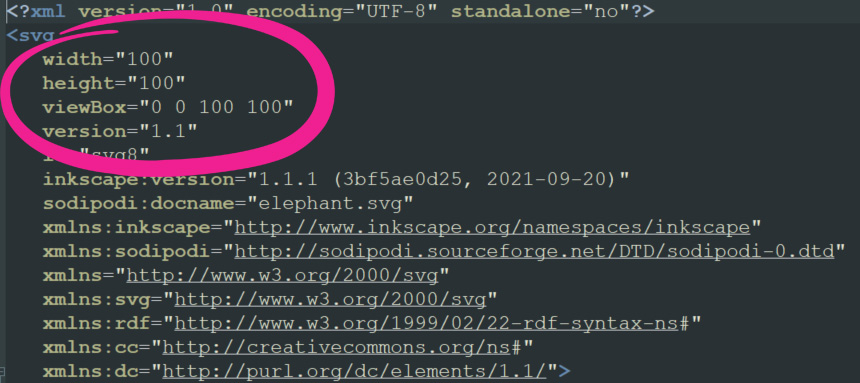 <?xml version="1.0" encoding="UTF-8" standalone="no"?>
<svg
width="100"
height="100"
viewBox="0 0 100 100"
version="1.1"
"svg8"
inkscape:version="1.1.1 (3bf5ae0d25, 2021-09-20)"
sodipodi:docname="elephant.svg"
xmlns:inkscape="http://www.inkscape.org/namespaces/inkscape"
xmlns:sodipodi="http://sodipodi.sourceforge.net/DTD/sodipodi-0.dtd"
xmlns="http://www.w3.org/2000/svg"
xmlns:svg="http://www.w3.org/2000/svg"
xmlns:rdf="http://www.w3.org/1999/02/22-rdf-syntax-ns#"
xmlns:cc="http://creativecommons.org/ns#"
xmlns:dc="http://purl.org/dc/elements/1.1/">